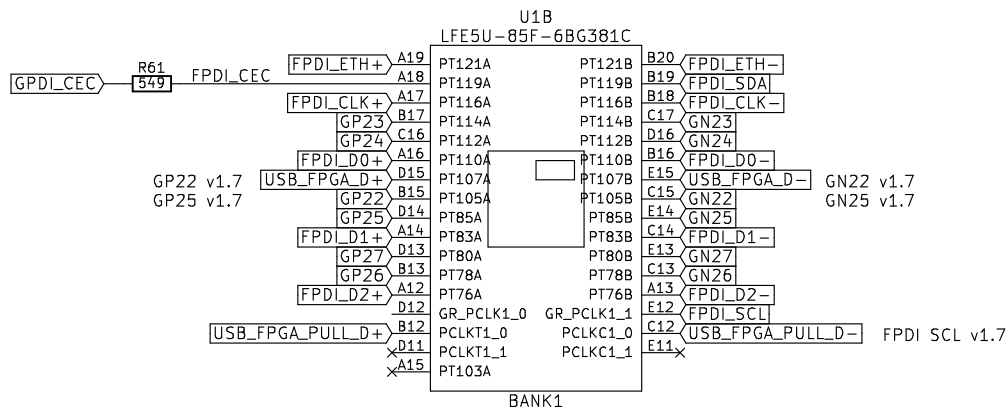 U1B
LFE5U-85F-6BG381C
FPDI_ETH+ A19 PT121A PT121B B20 FPDI_ETH-
GPDI_CEC R61 549 FPDI_CEC A18 PT119A PT119B B19 FPDI_SDA
FPDI_CLK+ A17 PT116A PT116B B18 FPDI_CLK-
GP23 B17 PT114A PT114B C17 GN23
GP24 C16 PT112A PT112B D16 GN24
FPDI_D0+ A16 PT110A PT110B B16 FPDI_D0-
GP22 v1.7 USB_FPGA_D+ D15 PT107A PT107B E15 USB_FPGA_D- GN22 v1.7
GP25 v1.7 GP22 B15 PT105A PT105B C15 GN22 GN25 v1.7
GP25 D14 PT85A PT85B E14 GN25
FPDI_D1+ A14 PT83A PT83B C14 FPDI_D1-
GP27 D13 PT80A PT80B E13 GN27
GP26 B13 PT78A PT78B C13 GN26
FPDI_D2+ A12 PT76A PT76B A13 FPDI_D2-
D12 GR_PCLK1_0 GR_PCLK1_1 E12 FPDI_SCL
USB_FPGA_PULL_D+ B12 PCLKT1_0 PCLKC1_0 C12 USB_FPGA_PULL_D- FPDI SCL v1.7
D11 PCLKT1_1 PCLKC1_1 E11
A15 PT103A
BANK1